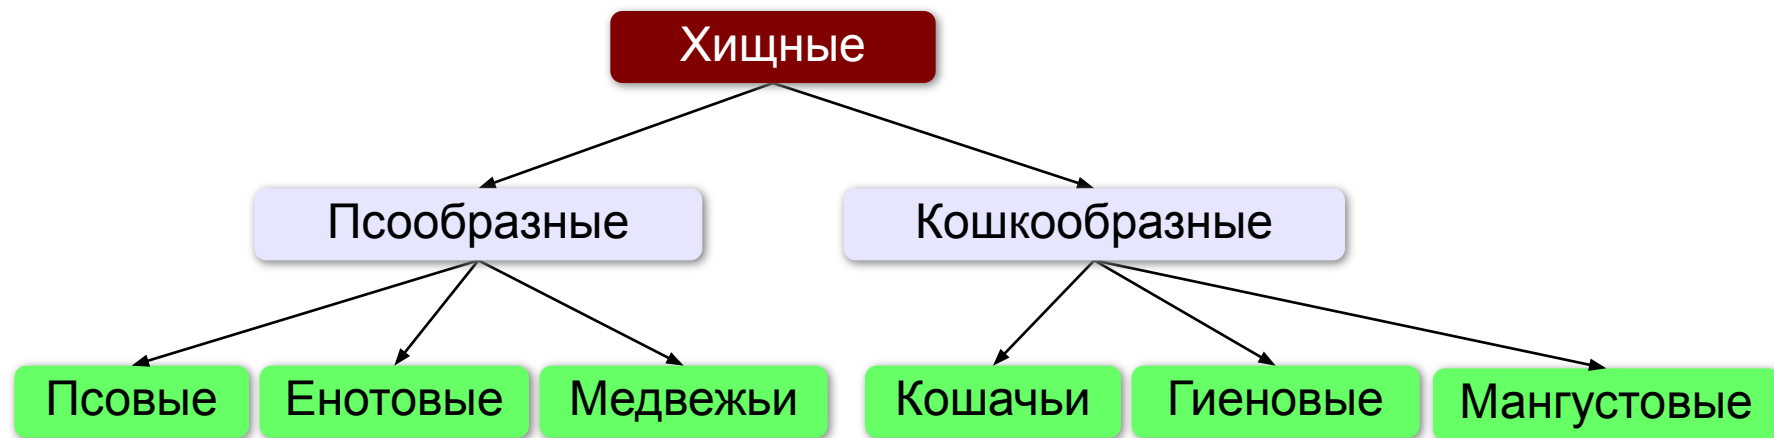 Хищные
Псообразные
Кошкообразные
Псовые
Енотовые
Медвежьи
Кошачьи
Гиеновые
Мангустовые